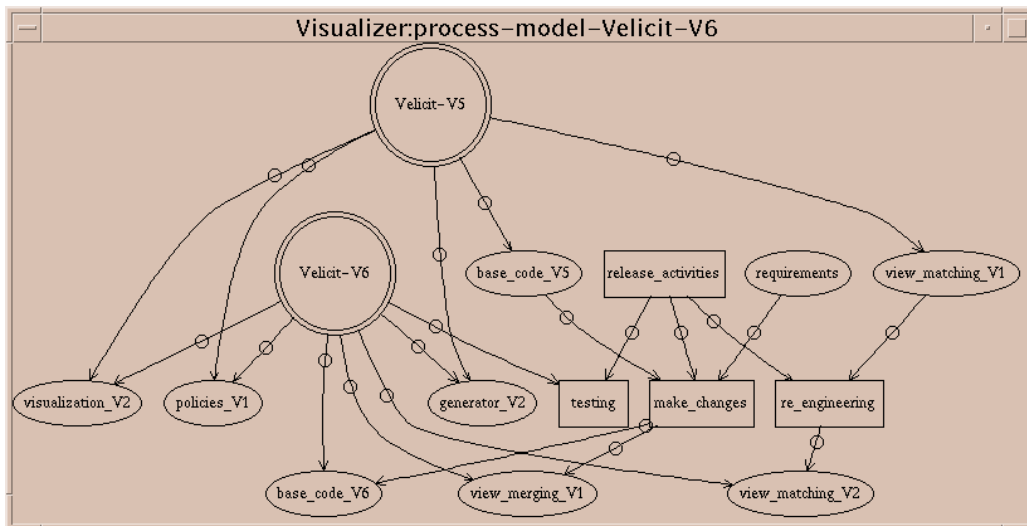 Visualizer:process-model-Velicit-V6
Velicit-V5
Velicit-V6
base_code_V5
release_activities
requirements
view_matching_V1
visualization_V2
policies_V1
generator_V2
testing
make_changes
re_engineering
base_code_V6
view_merging_V1
view_matching_V2